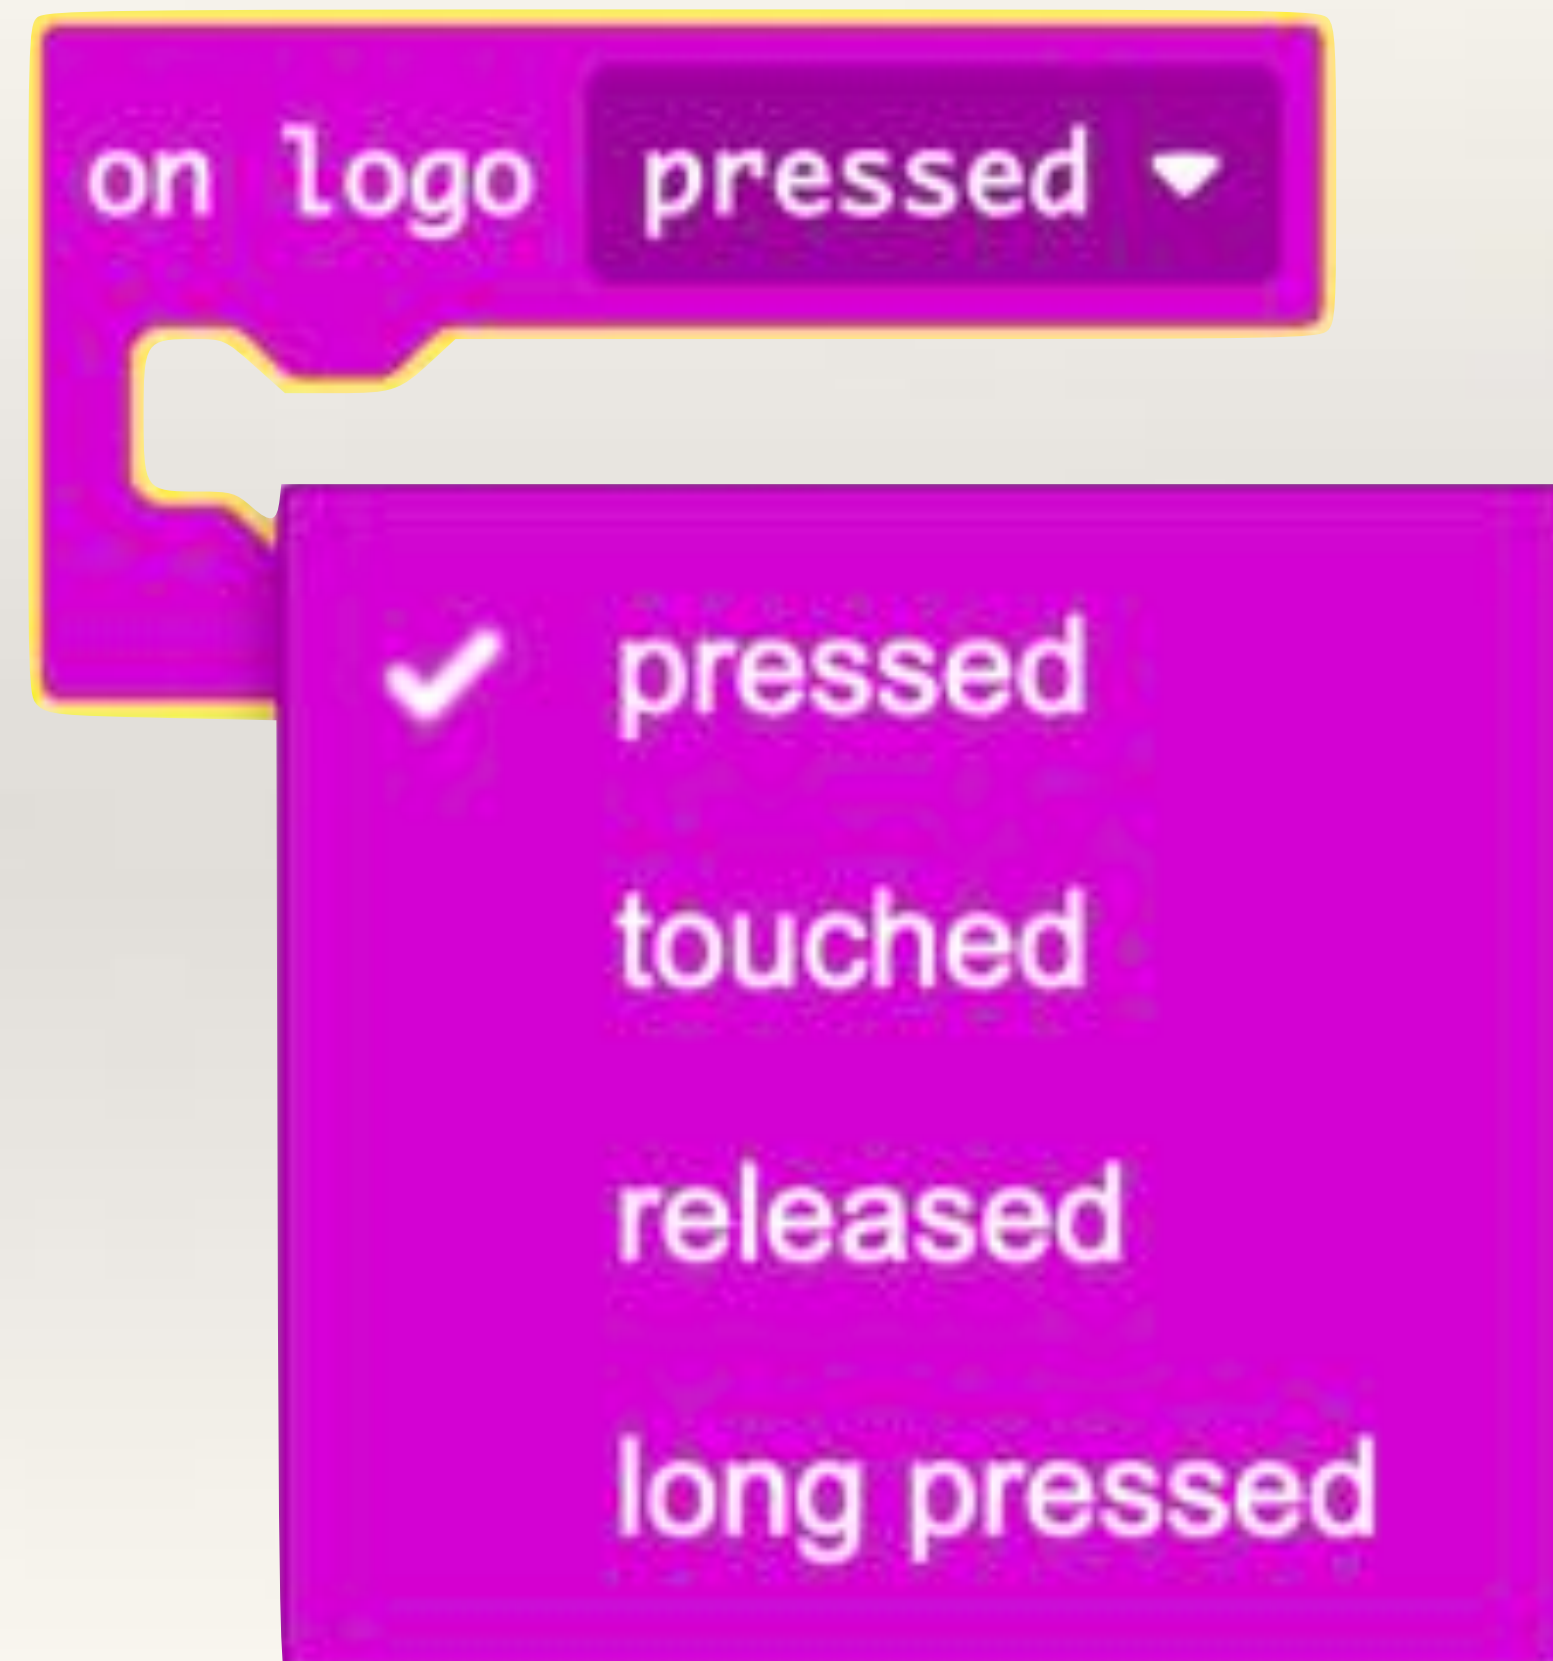 on logo pressed
pressed
touched
released
long pressed